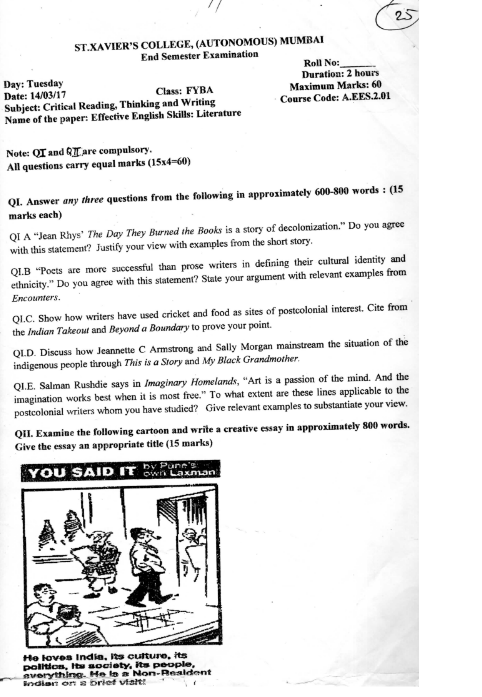 25
ST.XAVIER'S COLLEGE, (AUTONOMOUS) MUMBAI
End Semester Examination
Roll No:_______
Day: Tuesday
Duration: 2 hours
Date: 14/03/17
Class: FYBA
Maximum Marks: 60
Subject: Critical Reading, Thinking and Writing
Course Code: A.EES.2.01
Name of the paper: Effective English Skills: Literature
Note: QI and QII are compulsory.
All questions carry equal marks (15x4=60)
QI. Answer any three questions from the following in approximately 600-800 words : (15
marks each)
QI A “Jean Rhys’ The Day They Burned the Books is a story of decolonization.” Do you agree
with this statement? Justify your view with examples from the short story.
QI.B “Poets are more successful than prose writers in defining their cultural identity and
ethnicity.” Do you agree with this statement? State your argument with relevant examples from
Encounters.
QI.C. Show how writers have used cricket and food as sites of postcolonial interest. Cite from
the Indian Takeout and Beyond a Boundary to prove your point.
QI.D. Discuss how Jeannette C Armstrong and Sally Morgan mainstream the situation of the
indigenous people through This is a Story and My Black Grandmother.
QI.E. Salman Rushdie says in Imaginary Homelands, “Art is a passion of the mind. And the
imagination works best when it is most free.” To what extent are these lines applicable to the
postcolonial writers whom you have studied? Give relevant examples to substantiate your view.
QII. Examine the following cartoon and write a creative essay in approximately 800 words.
Give the essay an appropriate title (15 marks)
YOU SAID IT by Pune's
own Laxman
He loves India, its culture, its
politics, its society, its people,
everything. He is a Non-Resident
Indian on a brief visit!